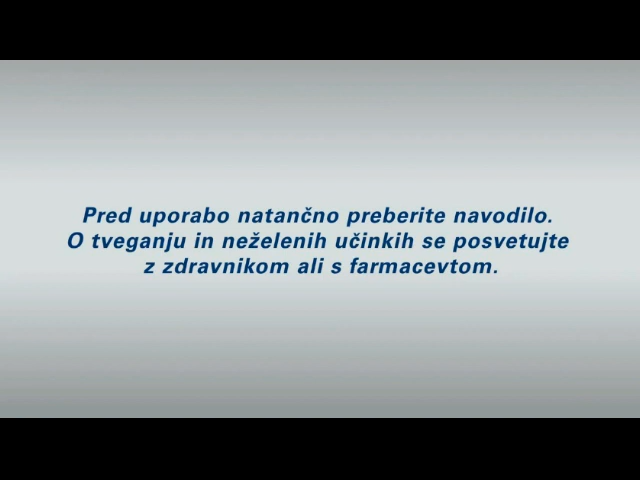 Pred uporabo natančno preberite navodilo.
O tveganju in neželenih učinkih se posvetujte
z zdravnikom ali s farmacevtom.